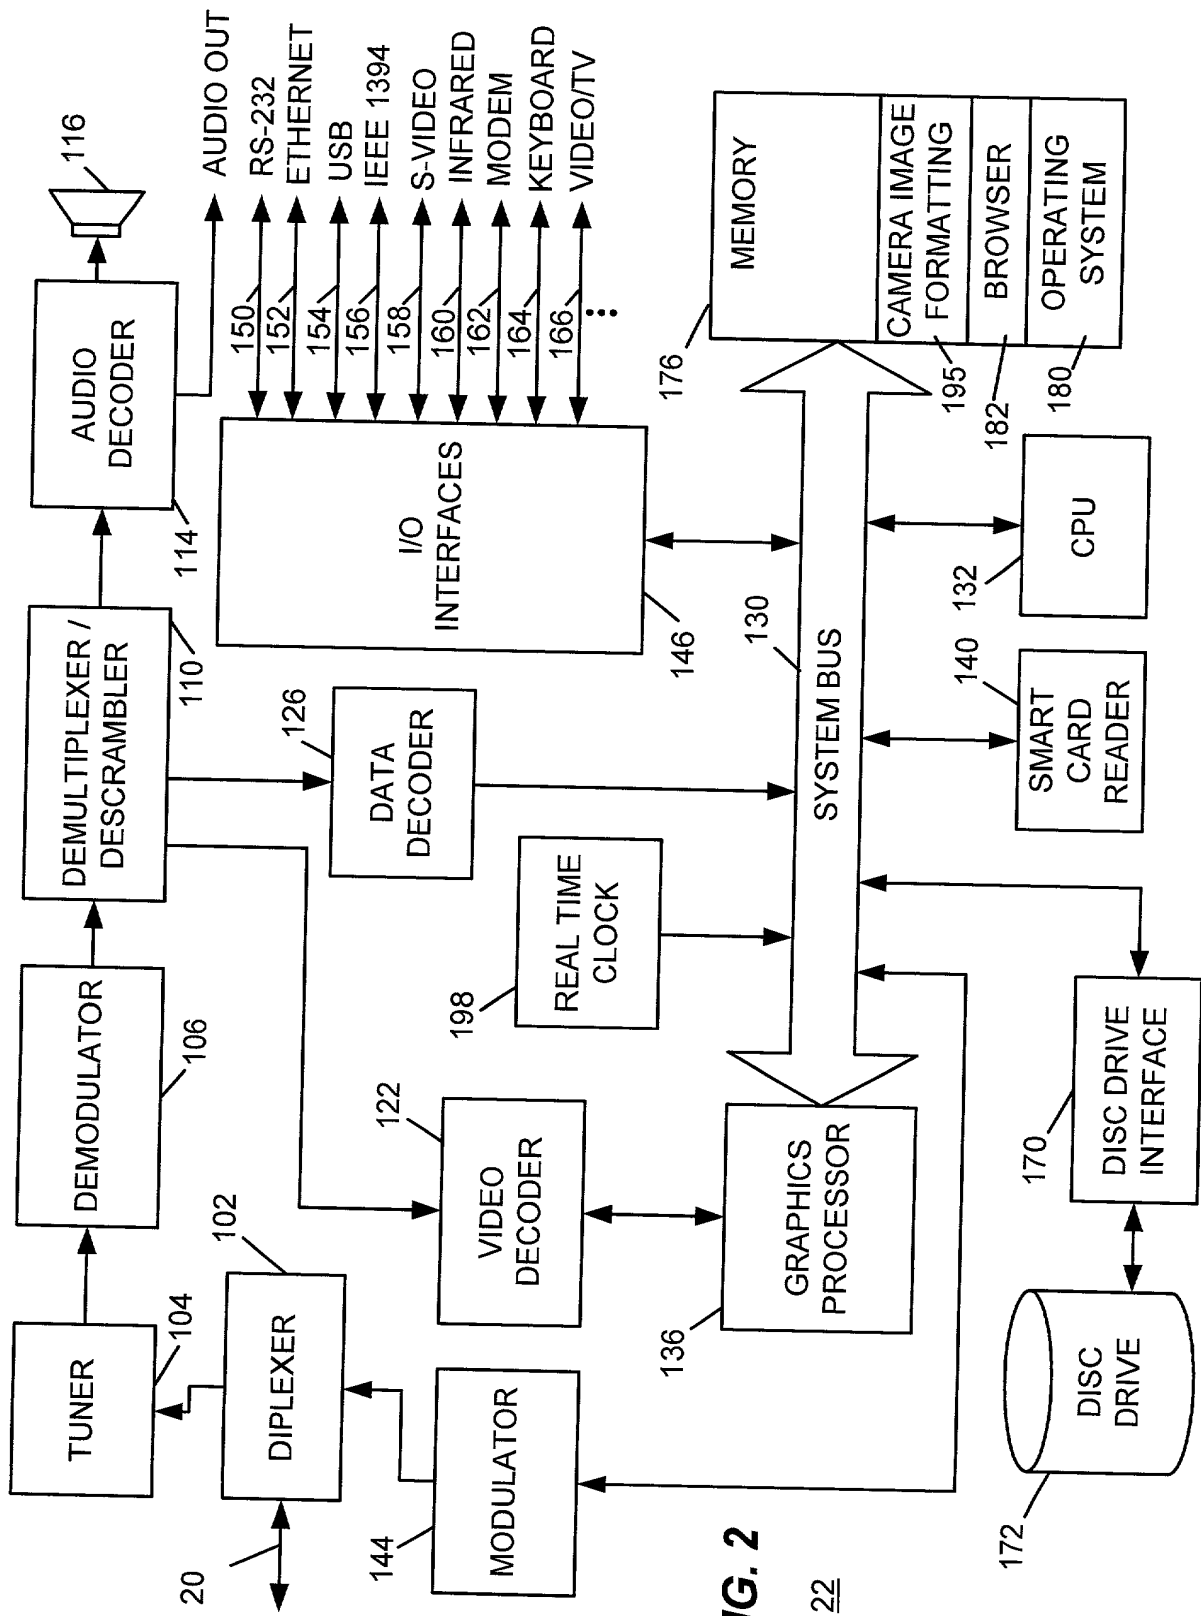 TUNER
104
DEMODULATOR
106
DEMULTIPLEXER /
DESCRAMBLER
110
AUDIO
DECODER
114
116
AUDIO OUT
20
DIPLEXER
102
MODULATOR
144
VIDEO
DECODER
122
DATA
DECODER
126
REAL TIME
CLOCK
198
I/O
INTERFACES
146
150
RS-232
152
ETHERNET
154
USB
156
IEEE 1394
158
S-VIDEO
160
INFRARED
162
MODEM
164
KEYBOARD
166
VIDEO/TV
GRAPHICS
PROCESSOR
136
SYSTEM BUS
130
MEMORY
176
CAMERA IMAGE
FORMATTING
195
BROWSER
182
OPERATING
SYSTEM
180
DISC
DRIVE
172
DISC DRIVE
INTERFACE
170
SMART
CARD
READER
140
CPU
132
IG. 2
22